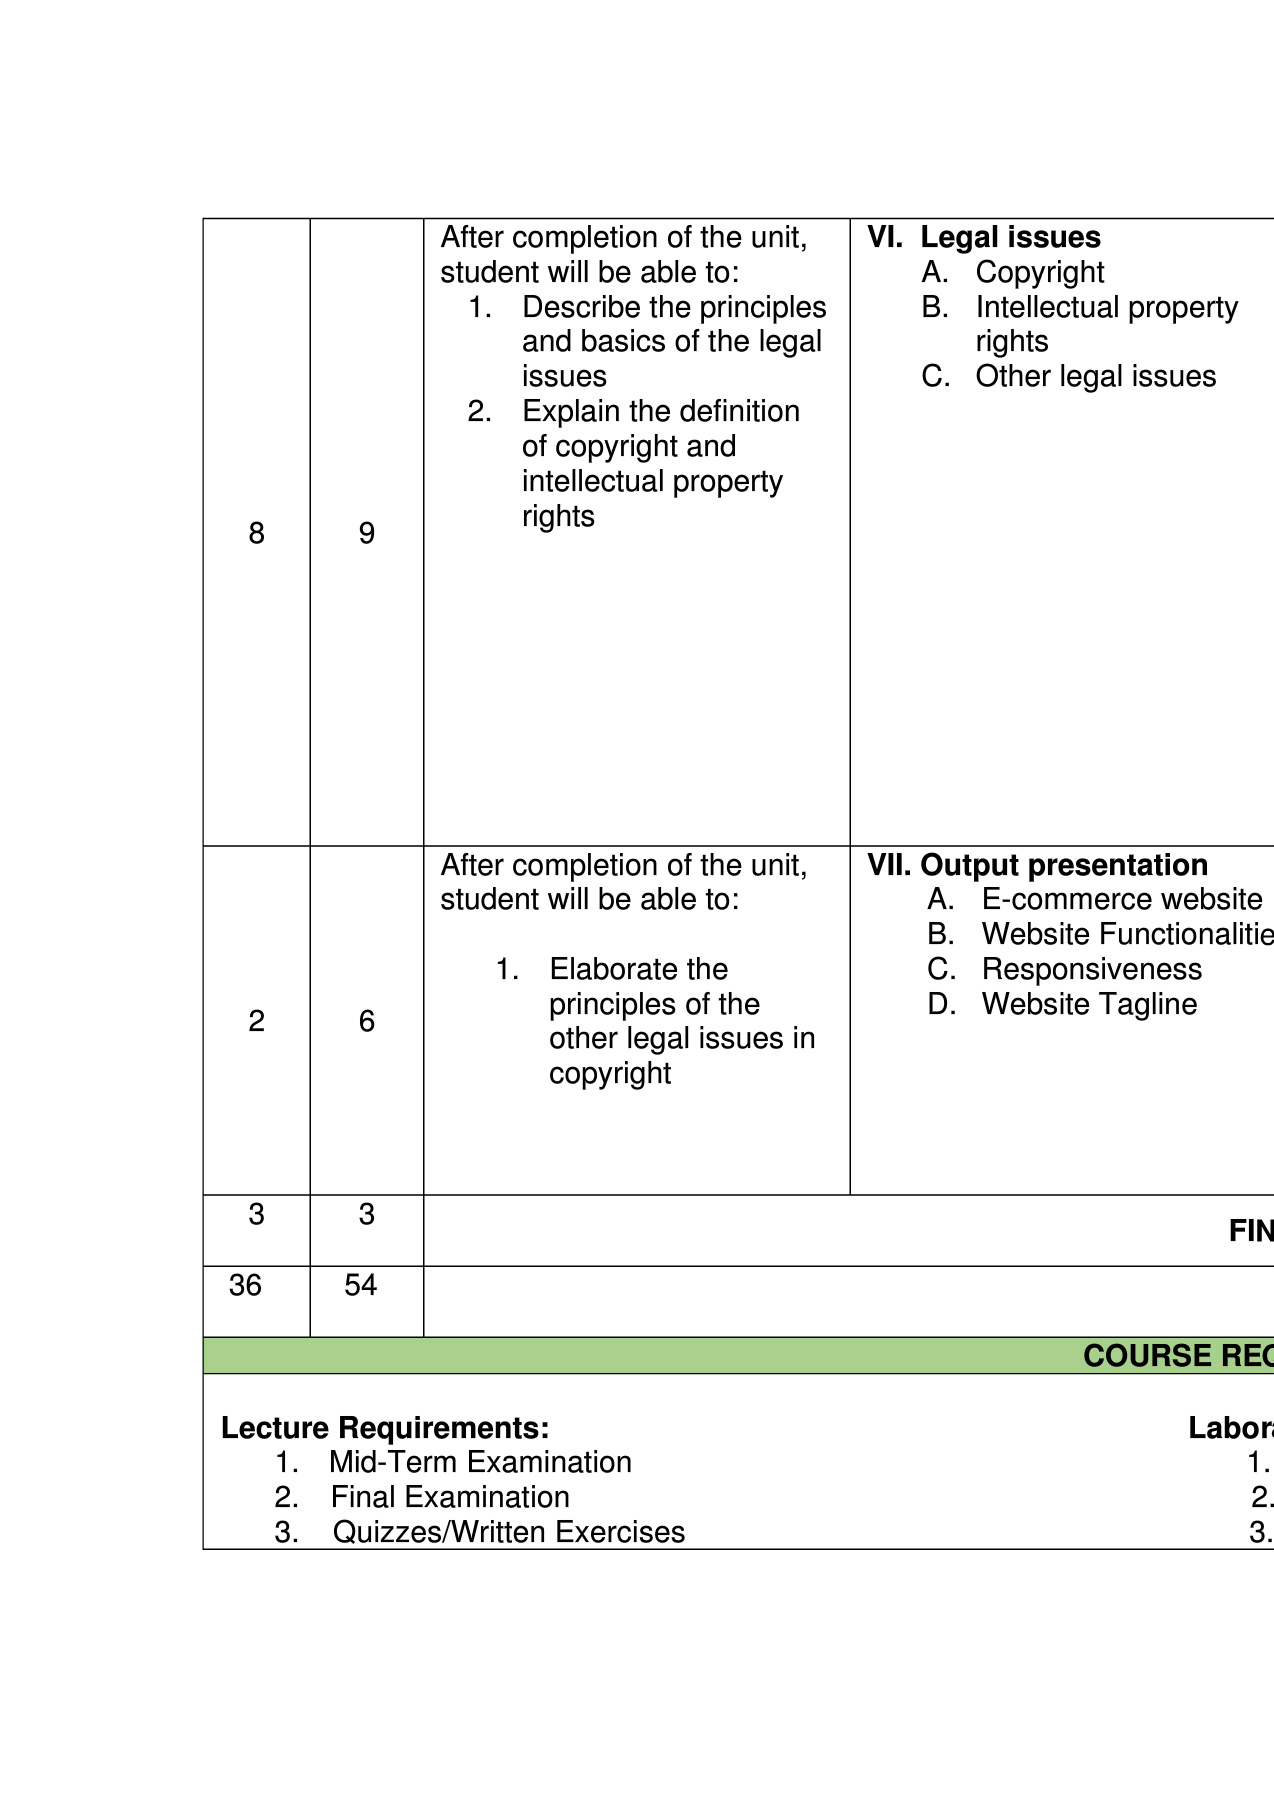 8
9
After completion of the unit,
student will be able to:
1. Describe the principles
and basics of the legal
issues
2. Explain the definition
of copyright and
intellectual property
rights
VI. Legal issues
A. Copyright
B. Intellectual property
rights
C. Other legal issues
2
6
After completion of the unit,
student will be able to:
1. Elaborate the
principles of the
other legal issues in
copyright
VII. Output presentation
A. E-commerce website
B. Website Functionalitie
C. Responsiveness
D. Website Tagline
3
3
FIN
36
54
COURSE REQ
Lecture Requirements:
1. Mid-Term Examination
2. Final Examination
3. Quizzes/Written Exercises
Labora
1.
2.
3.